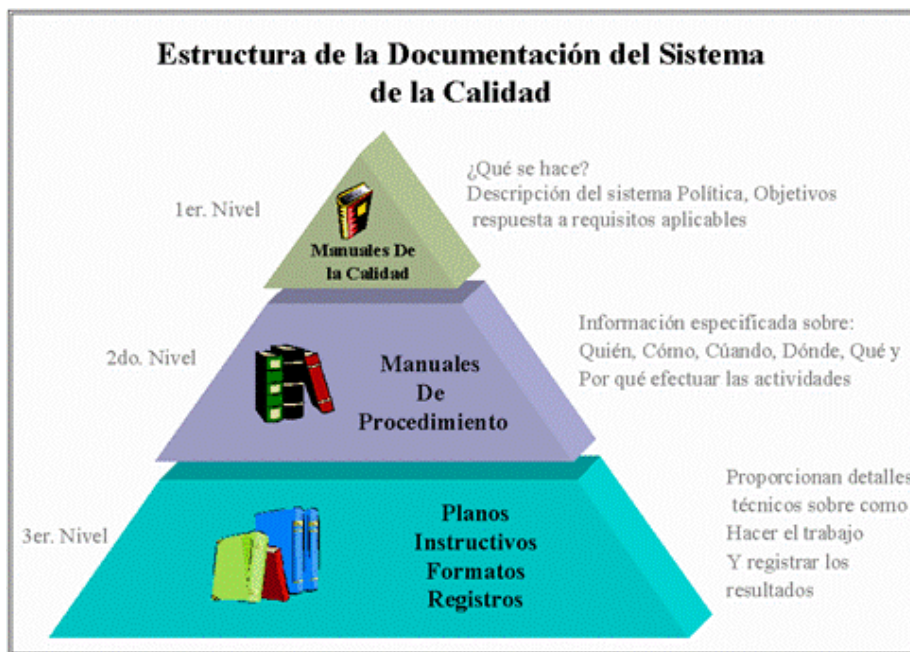 Estructura de la Documentación del Sistema
de la Calidad
1er. Nivel
Manuales De
la Calidad
¿Qué se hace?
Descripción del sistema Política, Objetivos
respuesta a requisitos aplicables
2do. Nivel
Manuales
De
Procedimiento
Información especificada sobre:
Quién, Cómo, Cúando, Dónde, Qué y
Por qué efectuar las actividades
3er. Nivel
Planos
Instructivos
Formatos
Registros
Proporcionan detalles
técnicos sobre como
Hacer el trabajo
Y registrar los
resultados